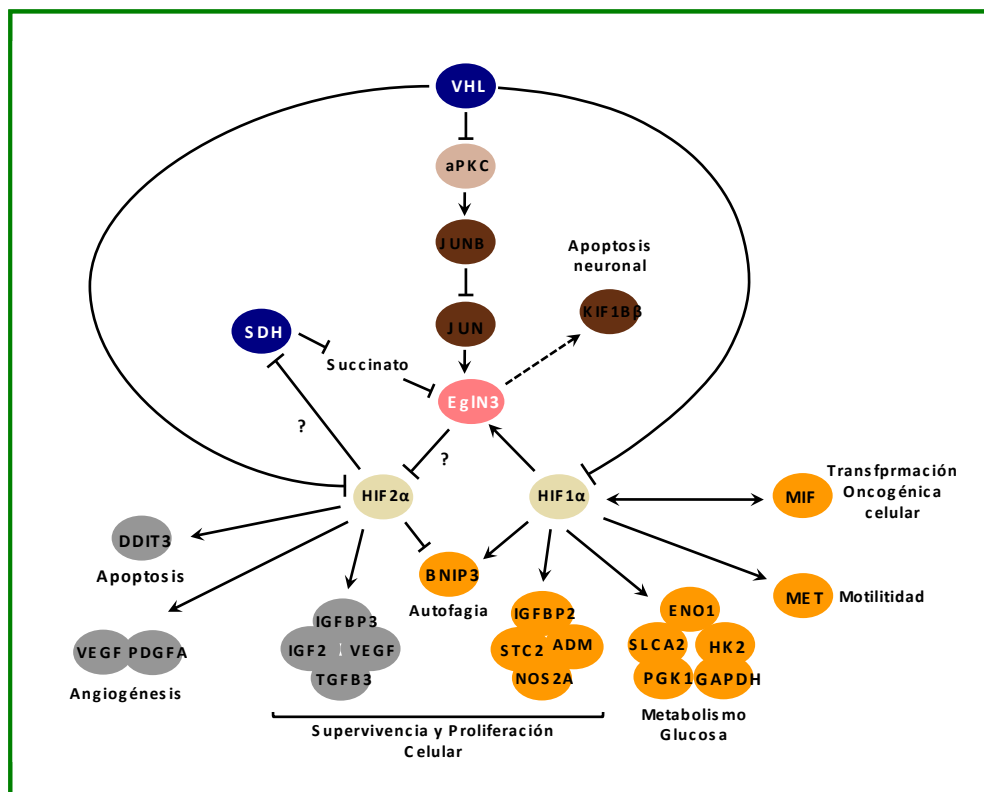 VHL
aPKC
JUNB
Apoptosis
neuronal
KIF1Bβ
SDH
JUN
Succinato
EglN3
?
?
HIF2α
HIF1α
MIF
Transfprmación
Oncogénica
celular
DDIT3
Apoptosis
BNIP3
Autofagia
MET
Motilitidad
VEGF
PDGFA
Angiogénesis
IGFBP3
IGF2
VEGF
TGFB3
IGFBP2
STC2
ADM
NOS2A
ENO1
SLCA2
HK2
PGK1
GAPDH
Metabolismo
Glucosa
Supervivencia y Proliferación
Celular